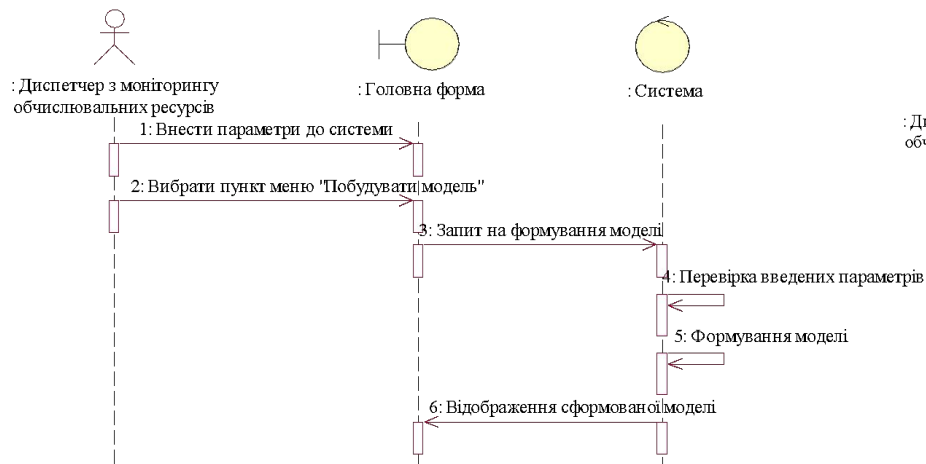 : Диспетчер з моніторингу
обчислювальних ресурсів
: Головна форма
: Система
1: Внести параметри до системи
2: Вибрати пункт меню "Побудувати модель"
3: Запит на формування моделі
4: Перевірка введених параметрів
5: Формування моделі
6: Відображення сформованої моделі